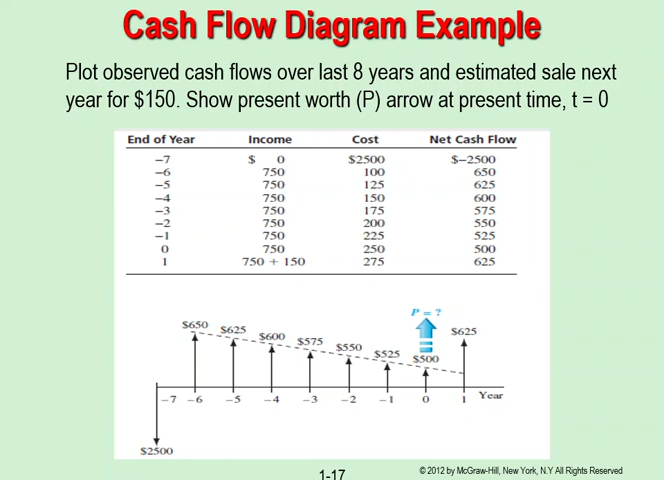 Cash Flow Diagram Example
Plot observed cash flows over last 8 years and estimated sale next
year for $150. Show present worth (P) arrow at present time, t = 0
End of Year Income Cost Net Cash Flow
−7 $ 0 $2500 $−2500
−6 750 100 650
−5 750 125 625
−4 750 150 600
−3 750 175 575
−2 750 200 550
−1 750 225 525
0 750 250 500
1 750 + 150 275 625
P = ?
$650 $625 $600 $575 $550 $525 $500 $625
−7 −6 −5 −4 −3 −2 −1 0 1 Year
$2500
1-17
© 2012 by McGraw-Hill, New York, N.Y All Rights Reserved